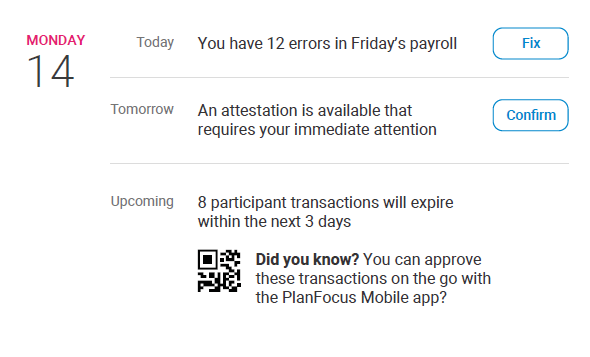 MONDAY
14
Today
You have 12 errors in Friday’s payroll
Fix
Tomorrow
An attestation is available that
requires your immediate attention
Confirm
Upcoming
8 participant transactions will expire
within the next 3 days
Did you know? You can approve
these transactions on the go with
the PlanFocus Mobile app?